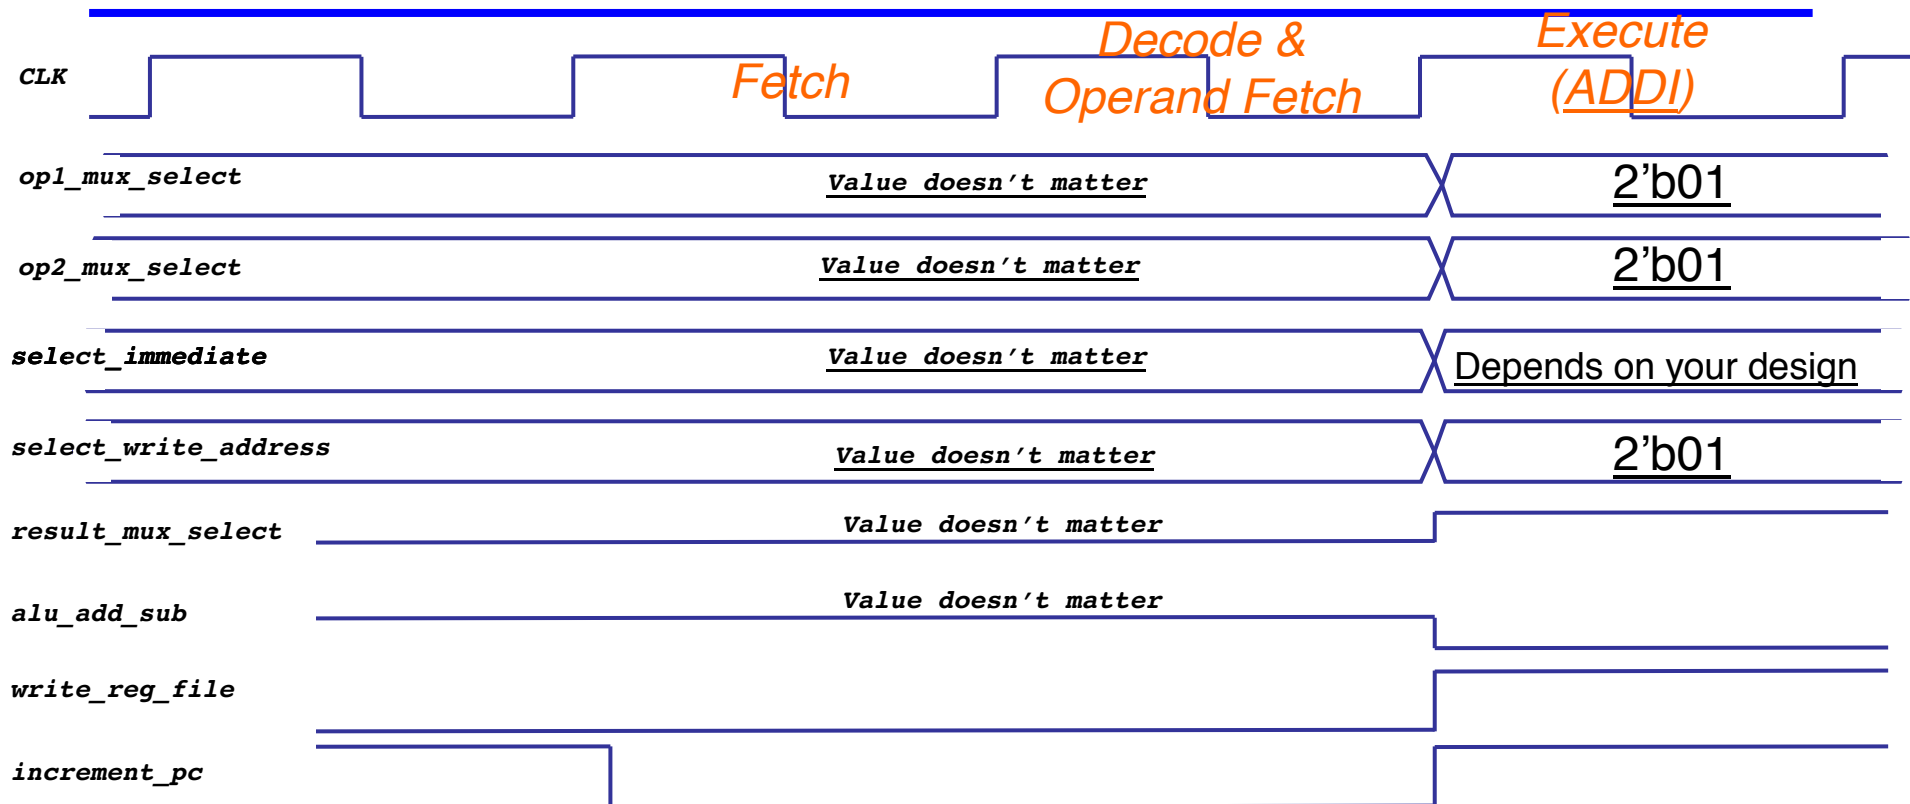 Decode &
Execute
CLK
Fetch
Operand Fetch
(ADDI)
op1_mux_select
Value doesn't matter
2'b01
op2_mux_select
Value doesn't matter
2'b01
select_immediate
Value doesn't matter
Depends on your design
select_write_address
Value doesn't matter
2'b01
result_mux_select
Value doesn't matter
alu_add_sub
Value doesn't matter
write_reg_file
increment_pc